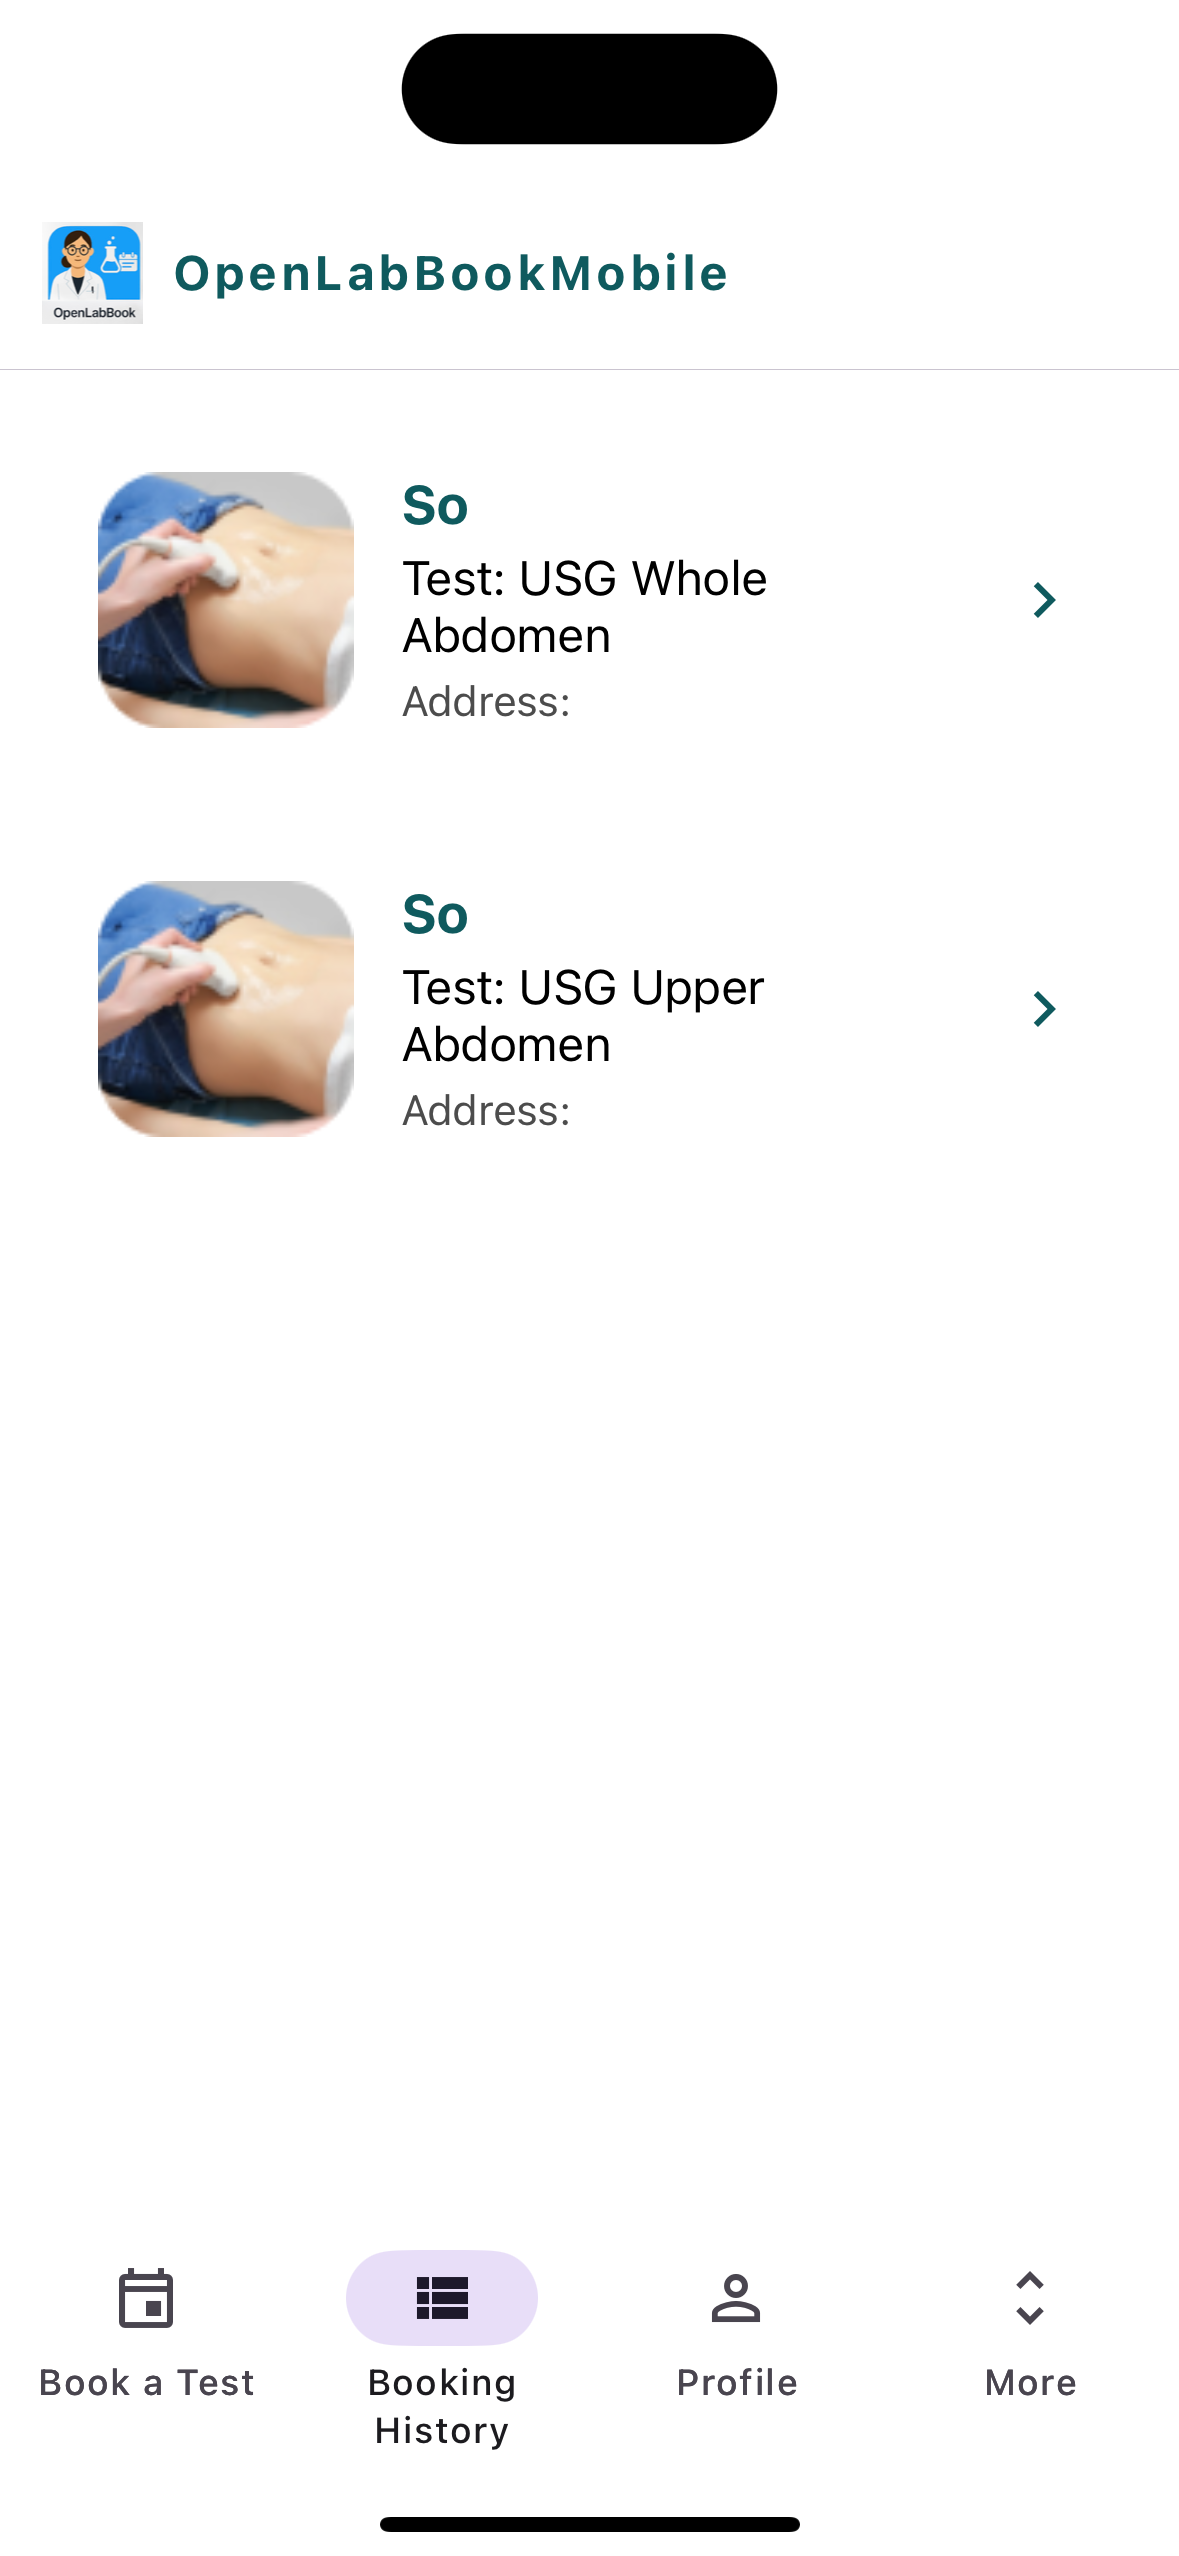 OpenLabBook
OpenLabBookMobile
So
Test: USG Whole
Abdomen
Address:
So
Test: USG Upper
Abdomen
Address:
Book a Test
Booking
History
Profile
More